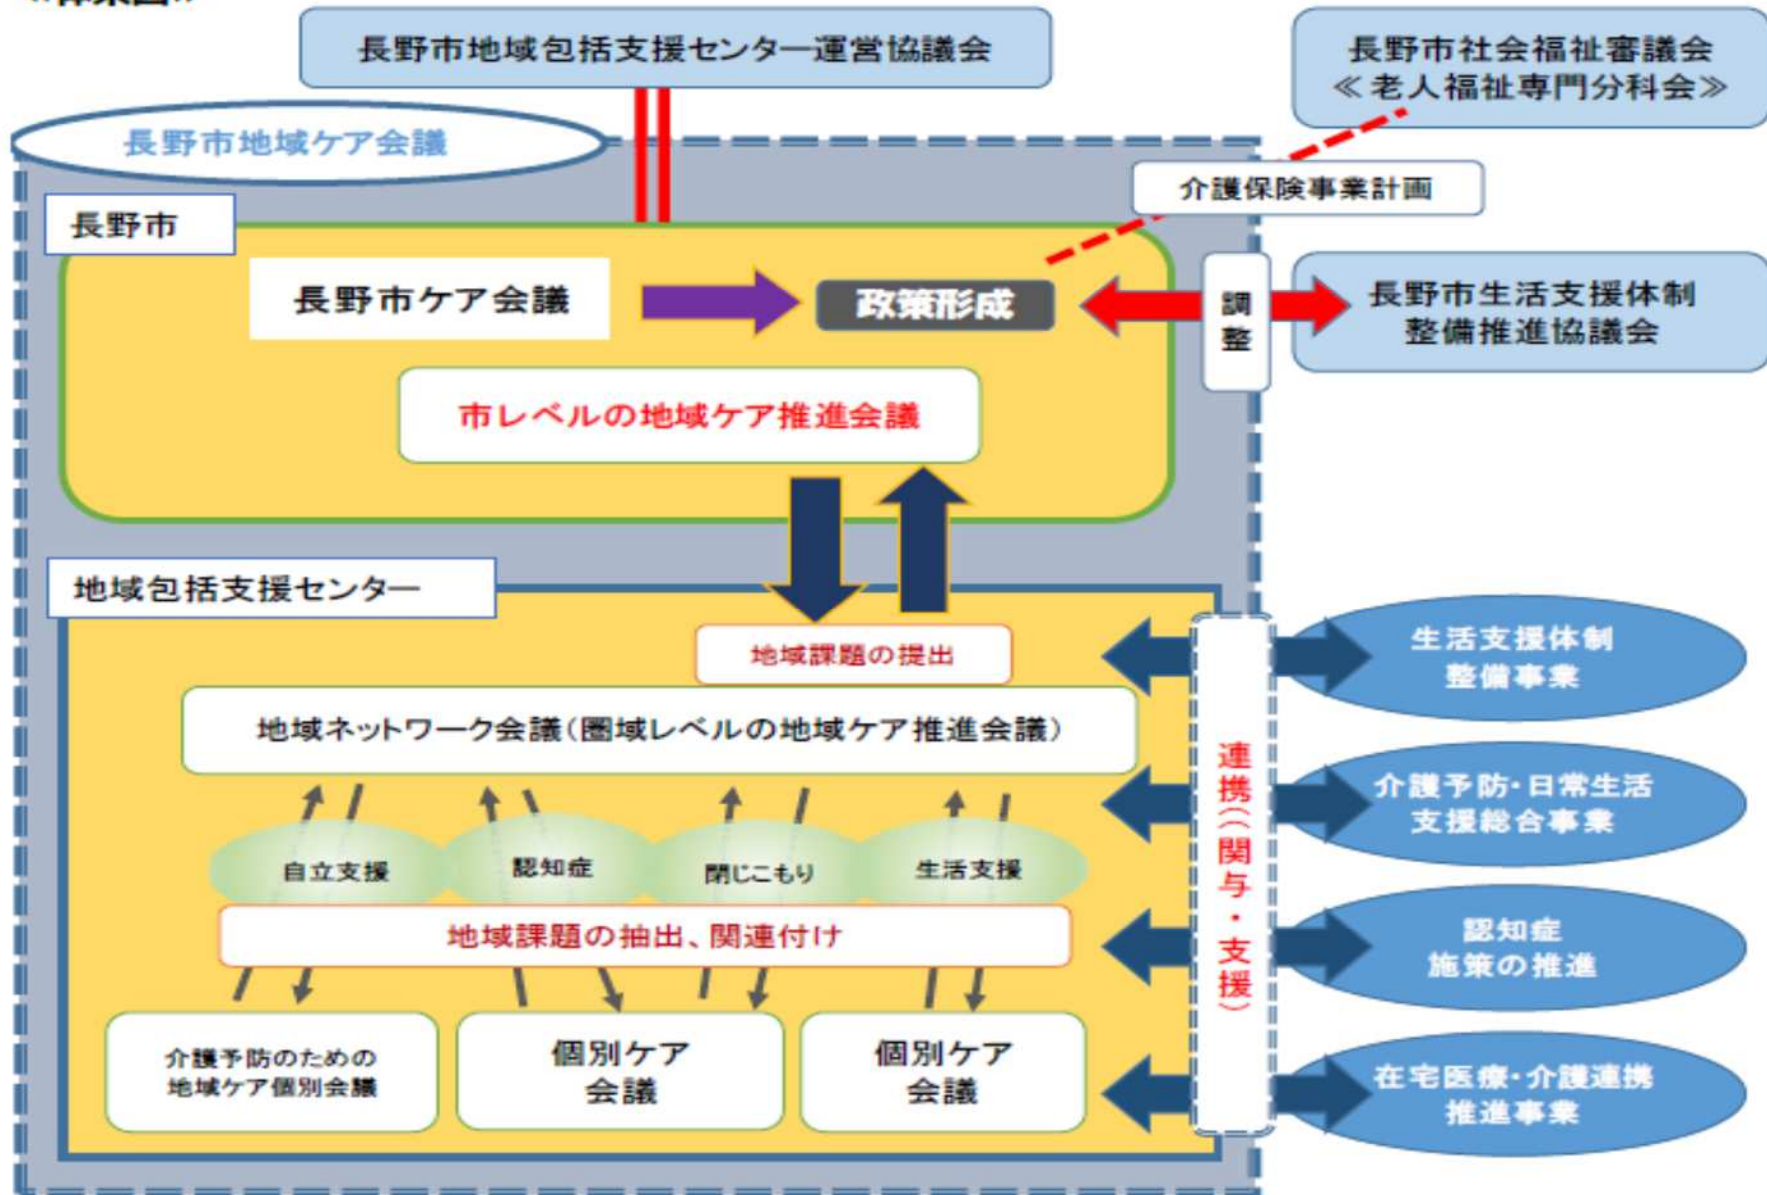 長野市地域包括支援センター運営協議会
長野市社会福祉審議会
≪老人福祉専門分科会≫
長野市地域ケア会議
介護保険事業計画
長野市
長野市ケア会議
政策形成
調整
長野市生活支援体制
整備推進協議会
市レベルの地域ケア推進会議
地域包括支援センター
地域課題の提出
生活支援体制
整備事業
地域ネットワーク会議(圏域レベルの地域ケア推進会議)
連携((関与・支援)
介護予防・日常生活
支援総合事業
自立支援
認知症
閉じこもり
生活支援
地域課題の抽出、関連付け
認知症
施策の推進
介護予防のための
地域ケア個別会議
個別ケア
会議
個別ケア
会議
在宅医療・介護連携
推進事業